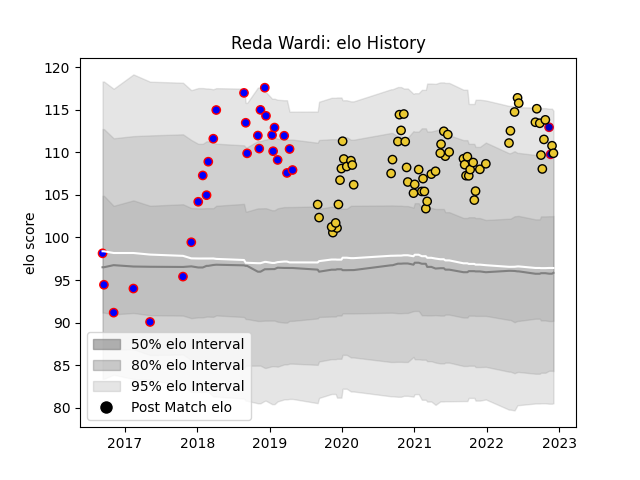 Reda Wardi: elo History
elo score
120
115
110
105
100
95
90
85
80
50% elo Interval
80% elo Interval
95% elo Interval
Post Match elo
2017 2018 2019 2020 2021 2022 2023